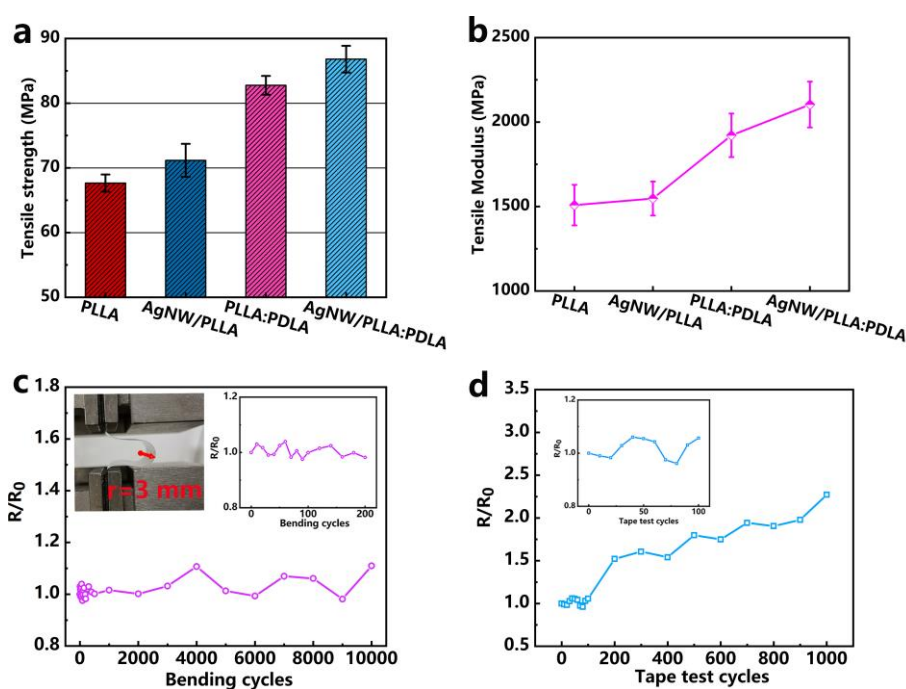 a
Tensile strength (MPa)
90
80
70
60
50
PLLA
AgNW/PLLA
PLLA:PDLA
AgNW/PLLA:PDLA
b
Tensile Modulus (MPa)
2500
2000
1500
1000
PLLA
AgNW/PLLA
PLLA:PDLA
AgNW/PLLA:PDLA
c
R/R0
1.8
1.6
1.4
1.2
1.0
0.8
0 2000 4000 6000 8000 10000
Bending cycles
r=3 mm
R/R0
1.2
1.0
0.8
0 100 200
Bending cycles
d
R/R0
3.5
3.0
2.5
2.0
1.5
1.0
0.5
0 200 400 600 800 1000
Tape test cycles
R/R0
1.2
1.0
0.8
0 50 100
Tape test cycles